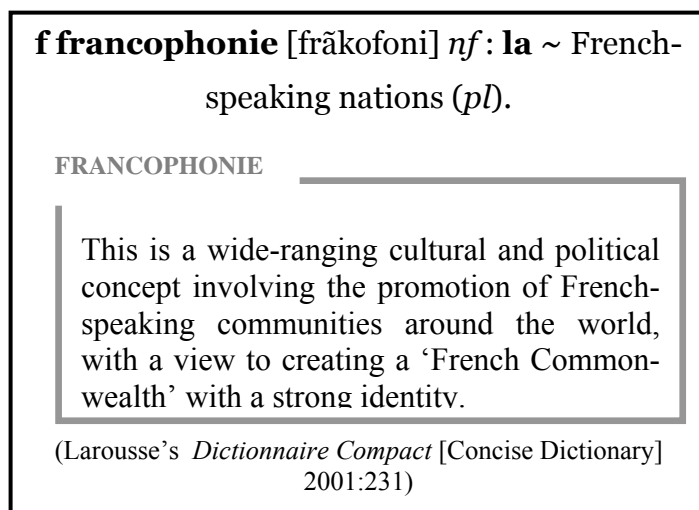 f francophonie [frãkofoni] nf : la ~ French-
speaking nations (pl).
FRANCOPHONIE
This is a wide-ranging cultural and political
concept involving the promotion of French-
speaking communities around the world,
with a view to creating a ‘French Common-
wealth’ with a strong identity.
(Larousse’s Dictionnaire Compact [Concise Dictionary]
2001:231)